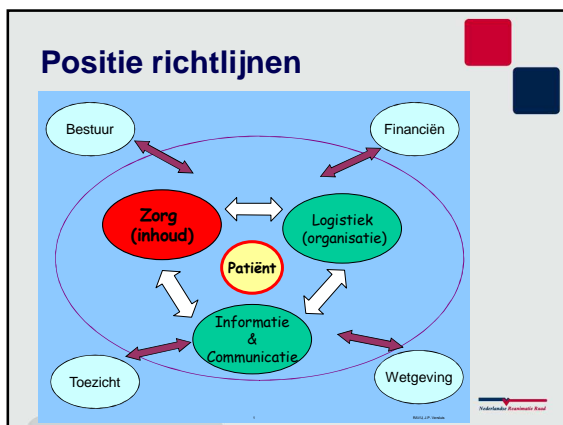 Positie richtlijnen
Bestuur
Financiën
Zorg
(inhoud)
Logistiek
(organisatie)
Patiënt
Informatie
&
Communicatie
Toezicht
Wetgeving
Nederlandse Reanimatie Raad